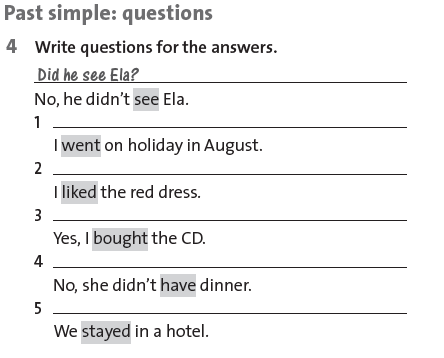 Past simple: questions
4 Write questions for the answers.
Did he see Ela?
No, he didn't see Ela.
1
I went on holiday in August.
2
I liked the red dress.
3
Yes, I bought the CD.
4
No, she didn't have dinner.
5
We stayed in a hotel.